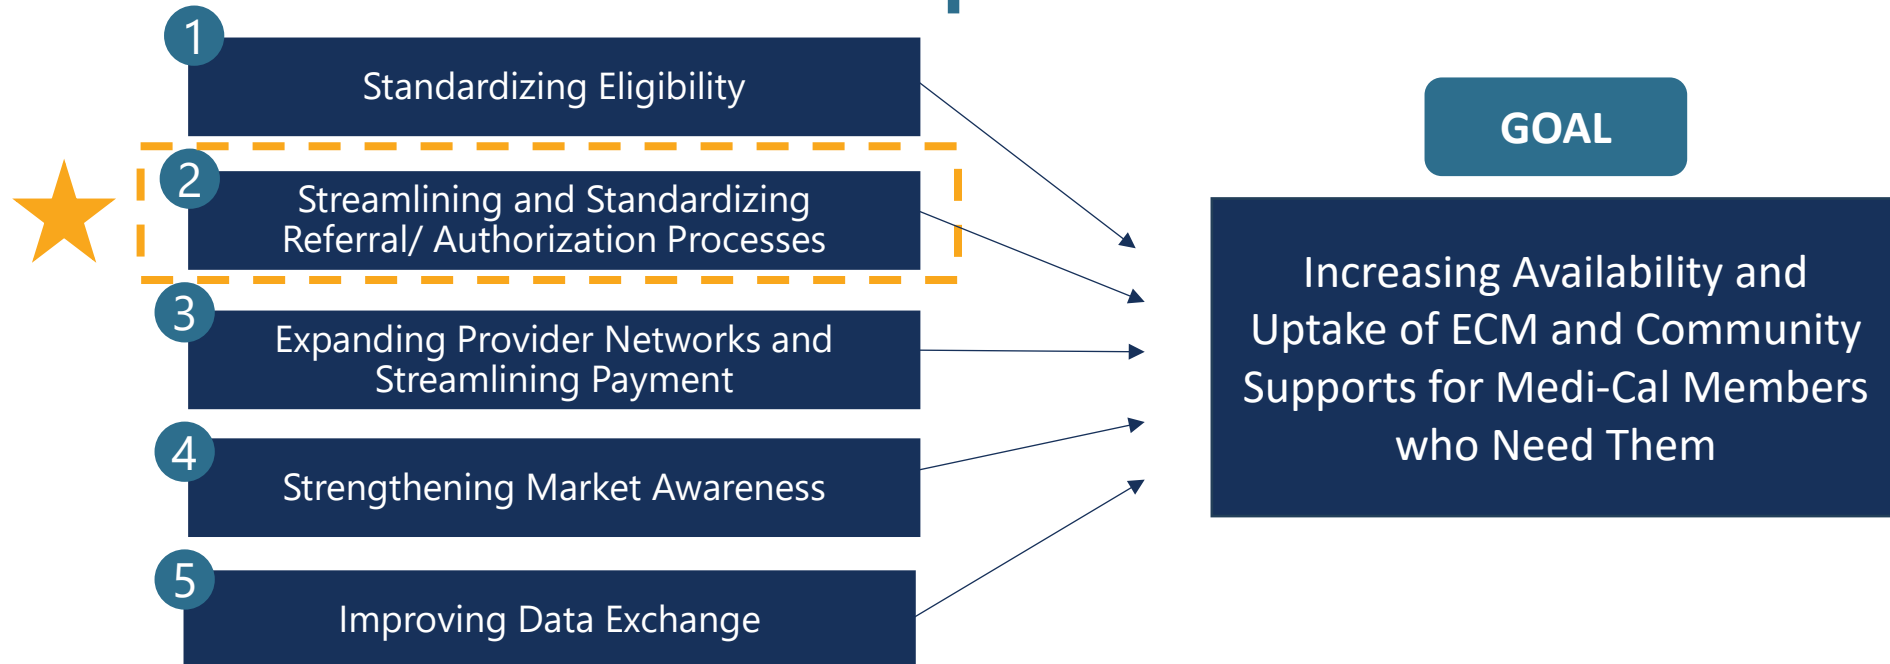 1
Standardizing Eligibility
2
Streamlining and Standardizing
Referral/ Authorization Processes
3
Expanding Provider Networks and
Streamlining Payment
4
Strengthening Market Awareness
5
Improving Data Exchange
GOAL
Increasing Availability and
Uptake of ECM and Community
Supports for Medi-Cal Members
who Need Them